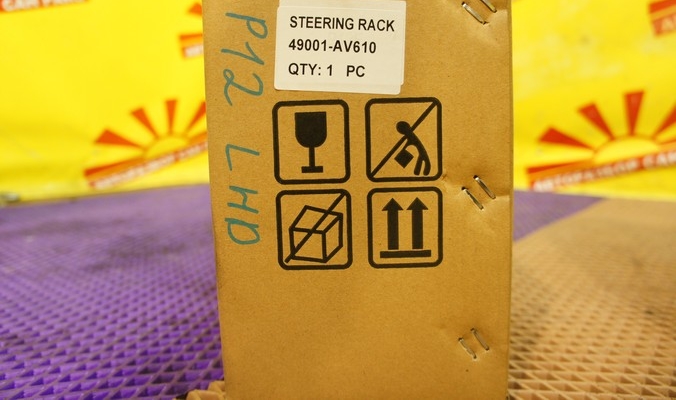 STEERING RACK
49001-AV610
QTY: 1 PC
P12 LHD